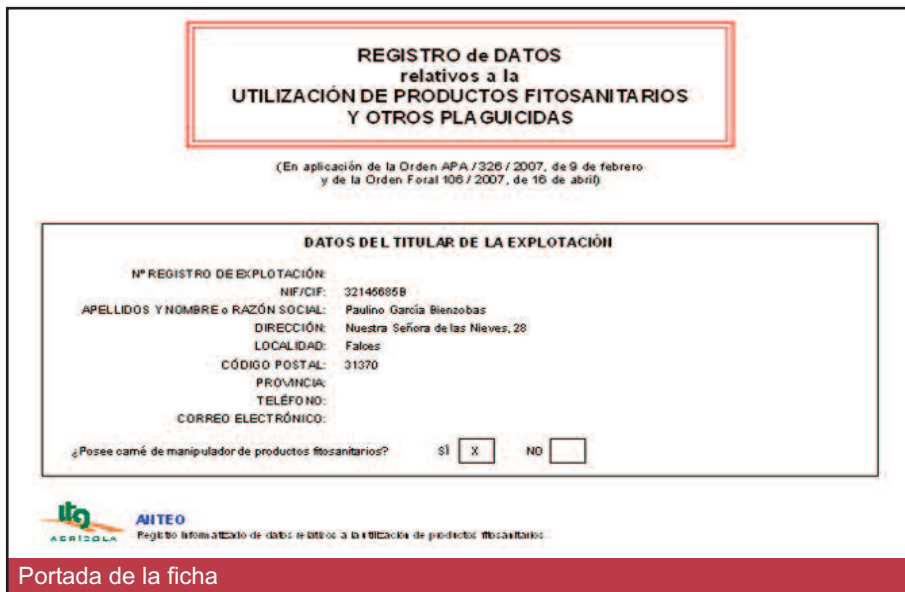 REGISTRO de DATOS
relativos a la
UTILIZACIÓN DE PRODUCTOS FITOSANITARIOS
Y OTROS PLAGUICIDAS
(En aplicación de la Orden APA / 326 / 2007, de 9 de febrero
y de la Orden Foral 106 / 2007, de 16 de abril)
DATOS DEL TITULAR DE LA EXPLOTACIÓN
Nº REGISTRO DE EXPLOTACIÓN:
NIF/CIF: 32145685B
APELLIDOS Y NOMBRE o RAZÓN SOCIAL: Paulino García Bienzobas
DIRECCIÓN: Nuestra Señora de las Nieves, 28
LOCALIDAD: Falces
CÓDIGO POSTAL: 31370
PROVINCIA:
TELÉFONO:
CORREO ELECTRÓNICO:
¿Posee carné de manipulador de productos fitosanitarios? SÍ X NO
itg
AGRÍCOLA
ANTEO
Registro informatizado de datos relativos a la utilización de productos fitosanitarios
Portada de la ficha